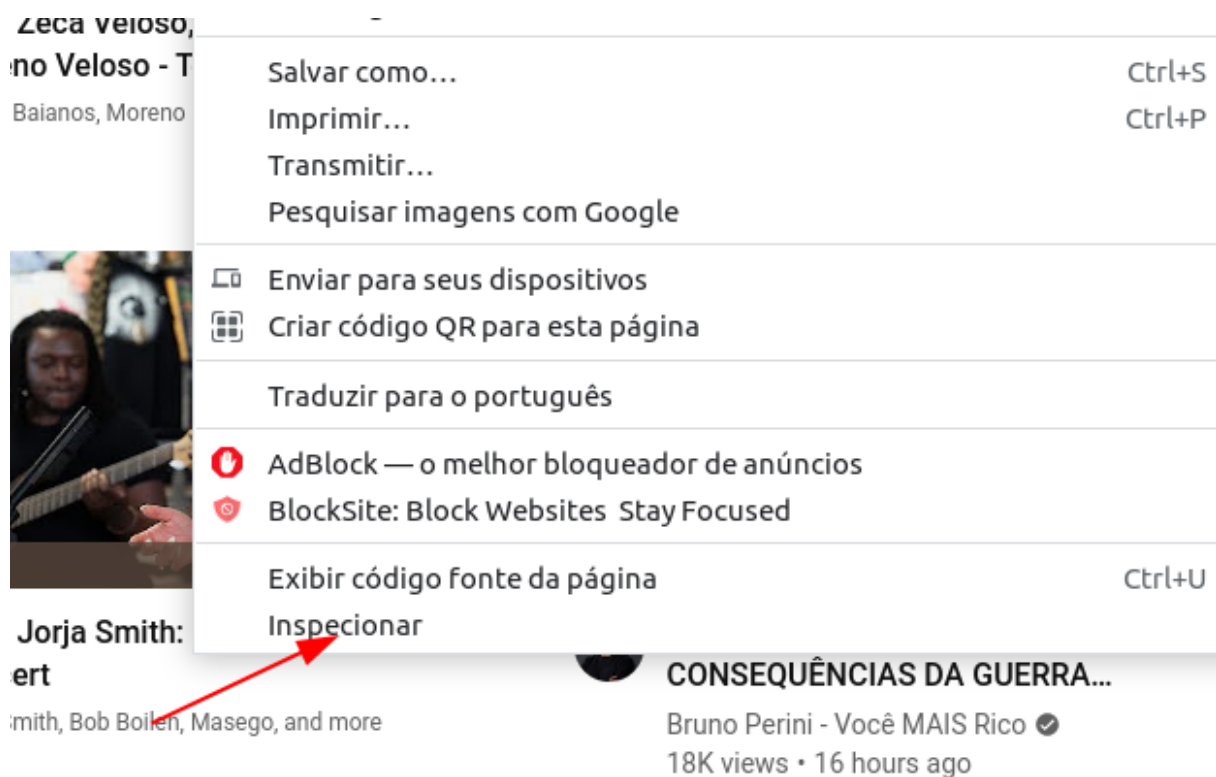 Zeca Veloso,
no Veloso - T
Baianos, Moreno
Salvar como… Ctrl+S
Imprimir… Ctrl+P
Transmitir…
Pesquisar imagens com Google
Enviar para seus dispositivos
Criar código QR para esta página
Traduzir para o português
AdBlock — o melhor bloqueador de anúncios
BlockSite: Block Websites Stay Focused
Exibir código fonte da página Ctrl+U
Inspecionar
Jorja Smith:
ert
mith, Bob Boilen, Masego, and more
CONSEQUÊNCIAS DA GUERRA...
Bruno Perini - Você MAIS Rico
18K views • 16 hours ago